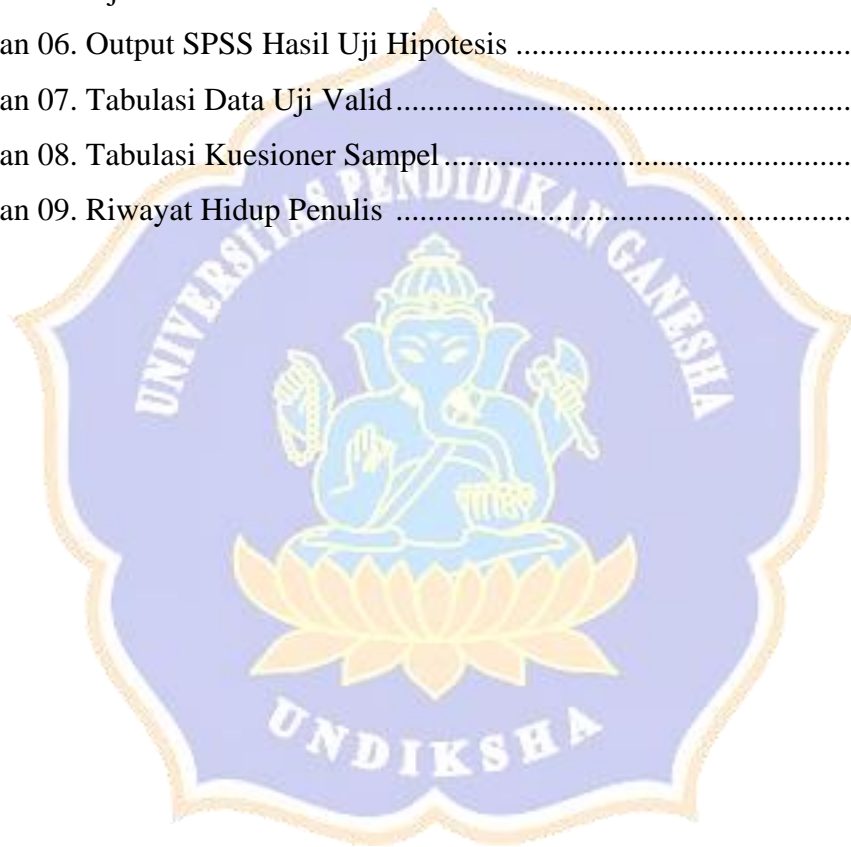 an 06. Output SPSS Hasil Uji Hipotesis ........................................
an 07. Tabulasi Data Uji Valid ........................................................
an 08. Tabulasi Kuesioner Sampel ..................................................
an 09. Riwayat Hidup Penulis ........................................................
UNIVERSITAS PENDIDIKAN GANESHA
UNDIKSHA